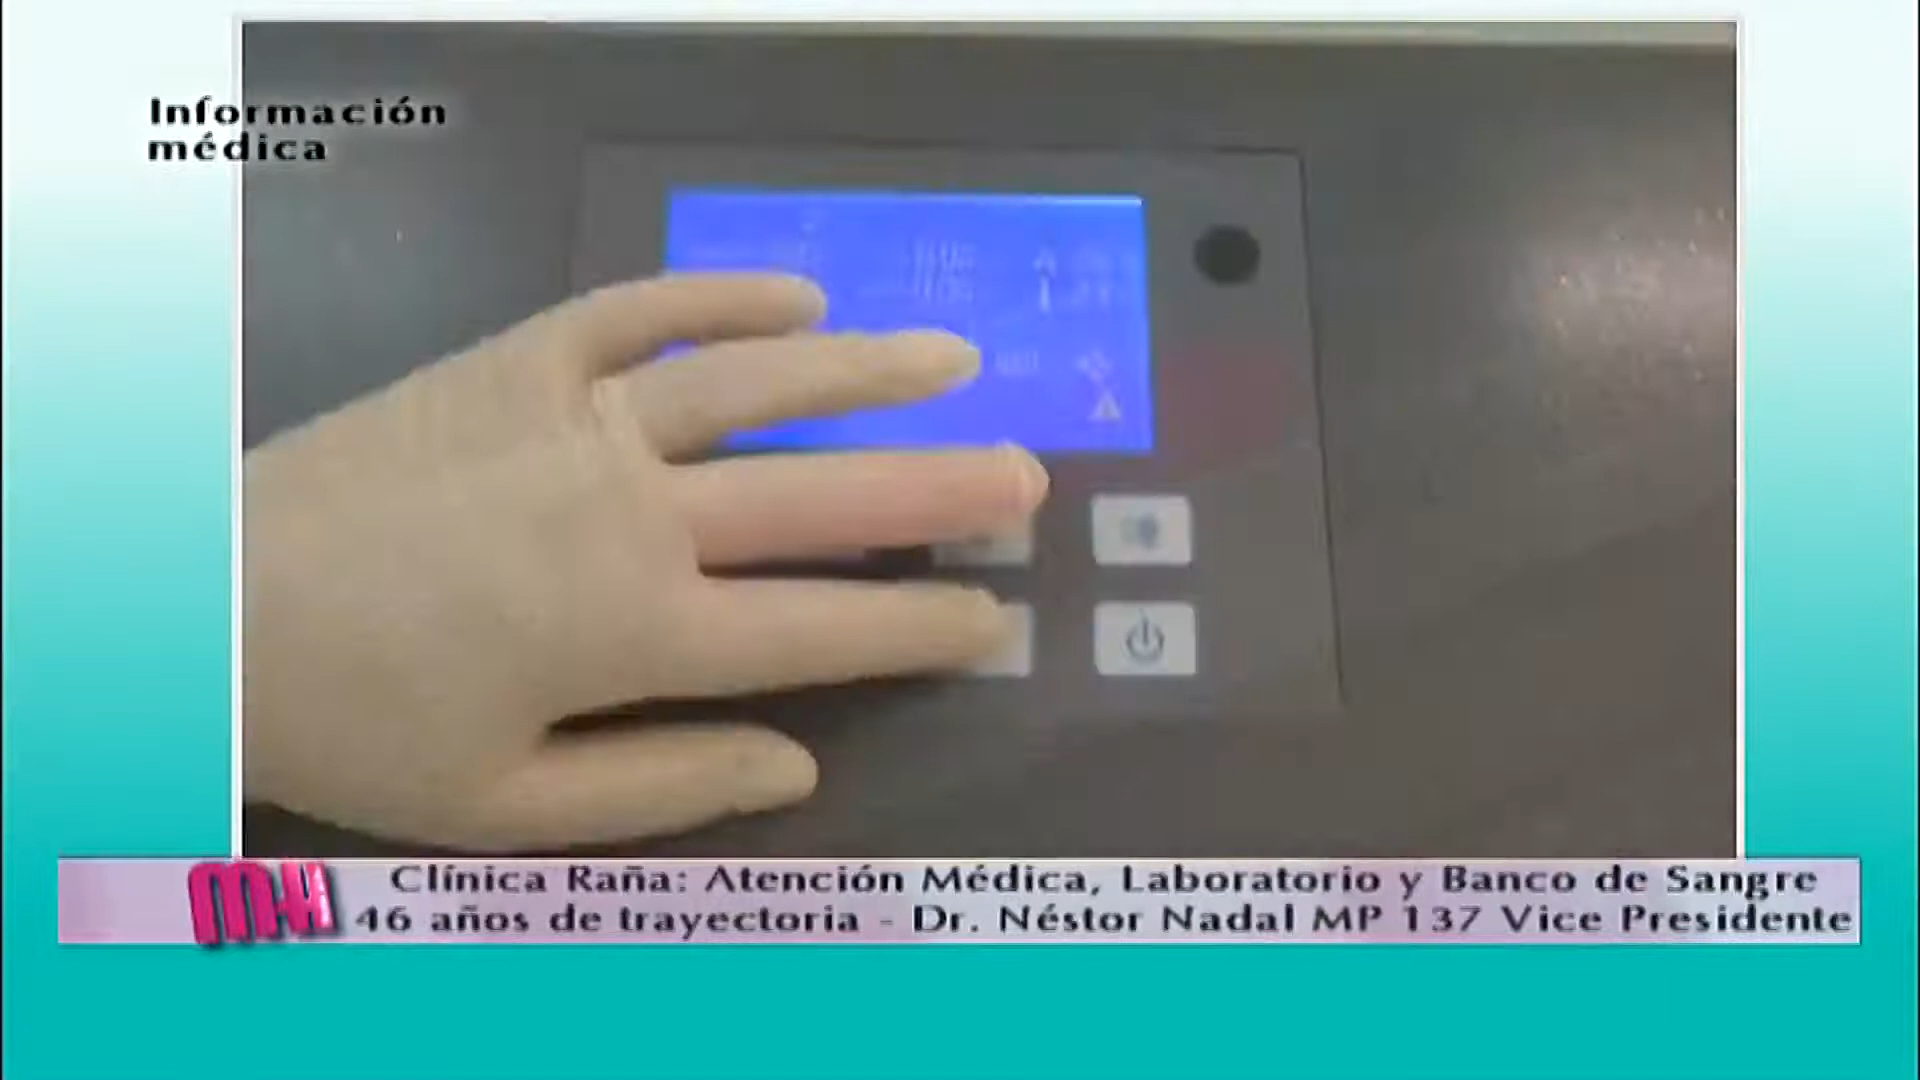 Información
médica
Clínica Raña: Atención Médica, Laboratorio y Banco de Sangre
46 años de trayectoria - Dr. Néstor Nadal MP 137 Vice Presidente